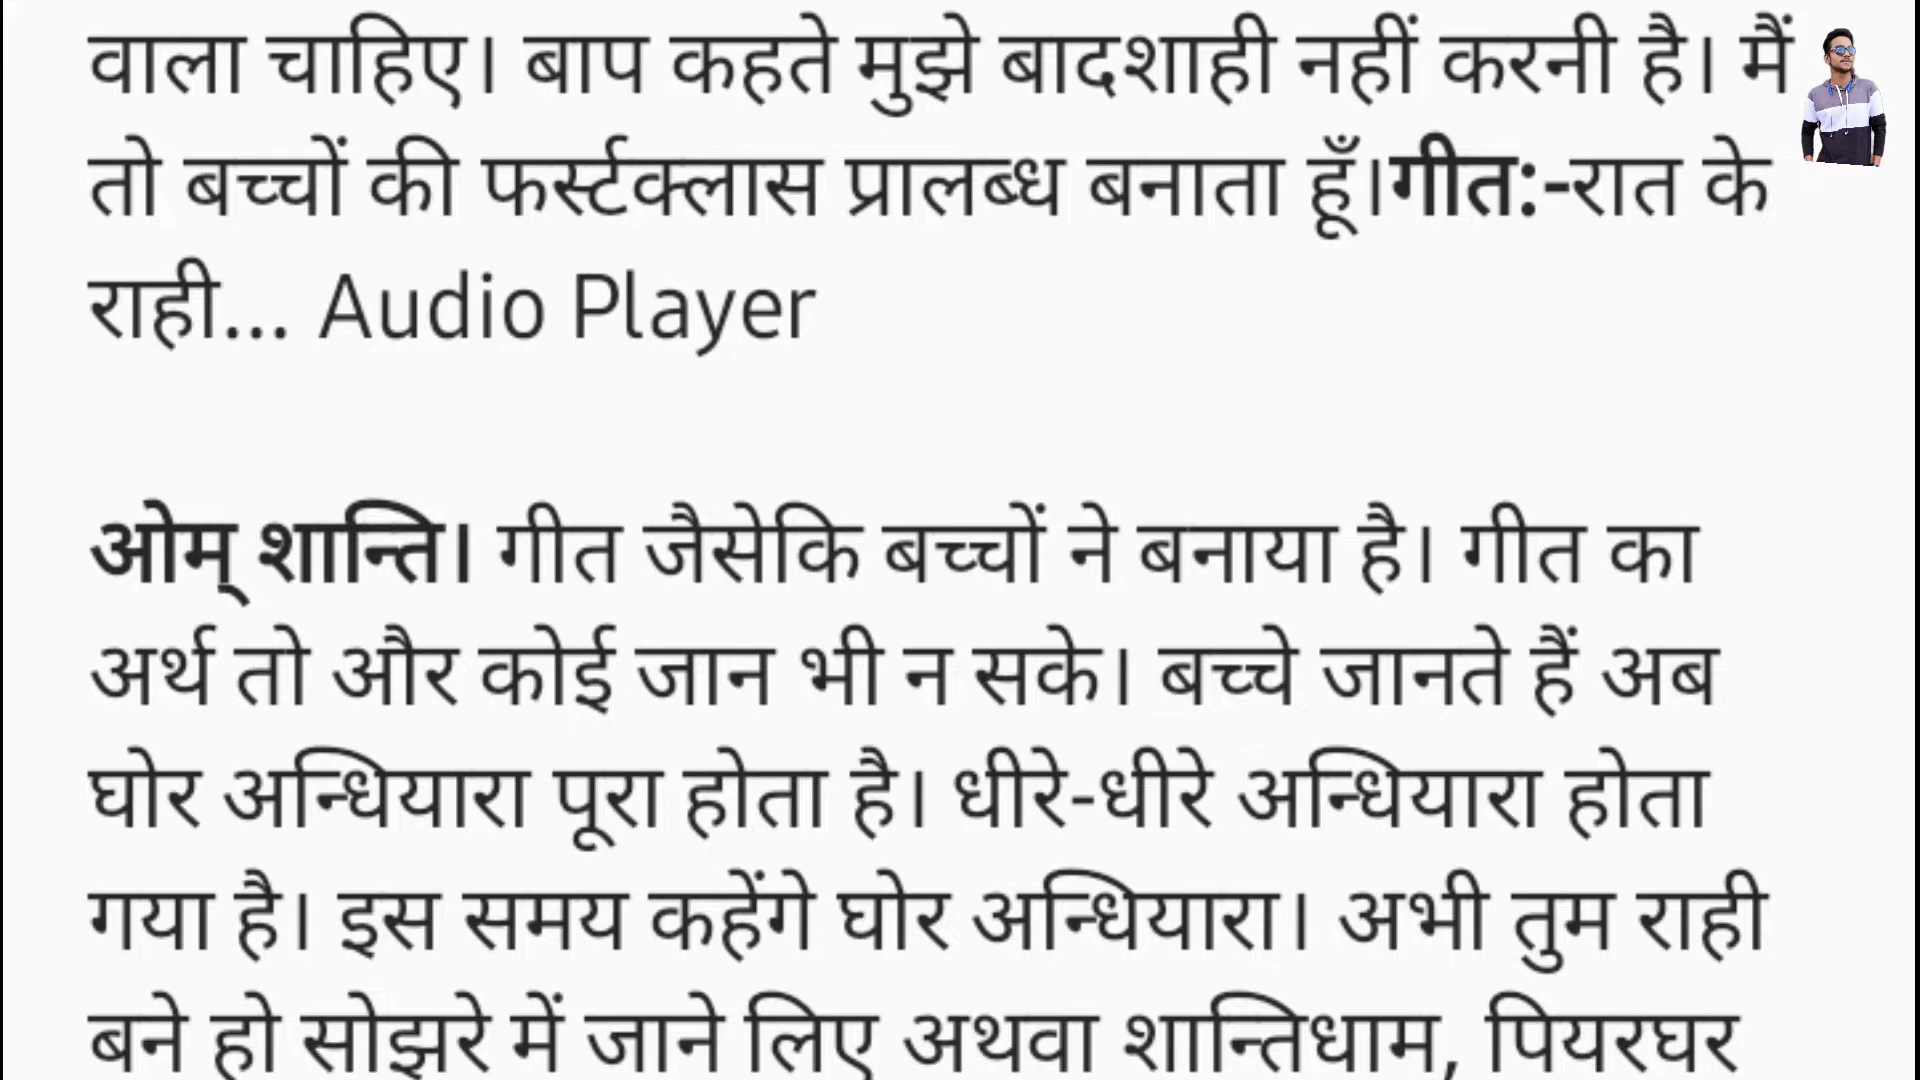 वाला चाहिए। बाप कहते मुझे बादशाही नहीं करनी है। मैं
तो बच्चों की फर्स्टक्लास प्रालब्ध बनाता हूँ।गीत:-रात के
राही... Audio Player
ओम् शान्ति। गीत जैसेकि बच्चों ने बनाया है। गीत का
अर्थ तो और कोई जान भी न सके। बच्चे जानते हैं अब
घोर अन्धियारा पूरा होता है। धीरे-धीरे अन्धियारा होता
गया है। इस समय कहेंगे घोर अन्धियारा। अभी तुम राही
बने हो सोझरे में जाने लिए अथवा शान्तिधाम, पियरघर